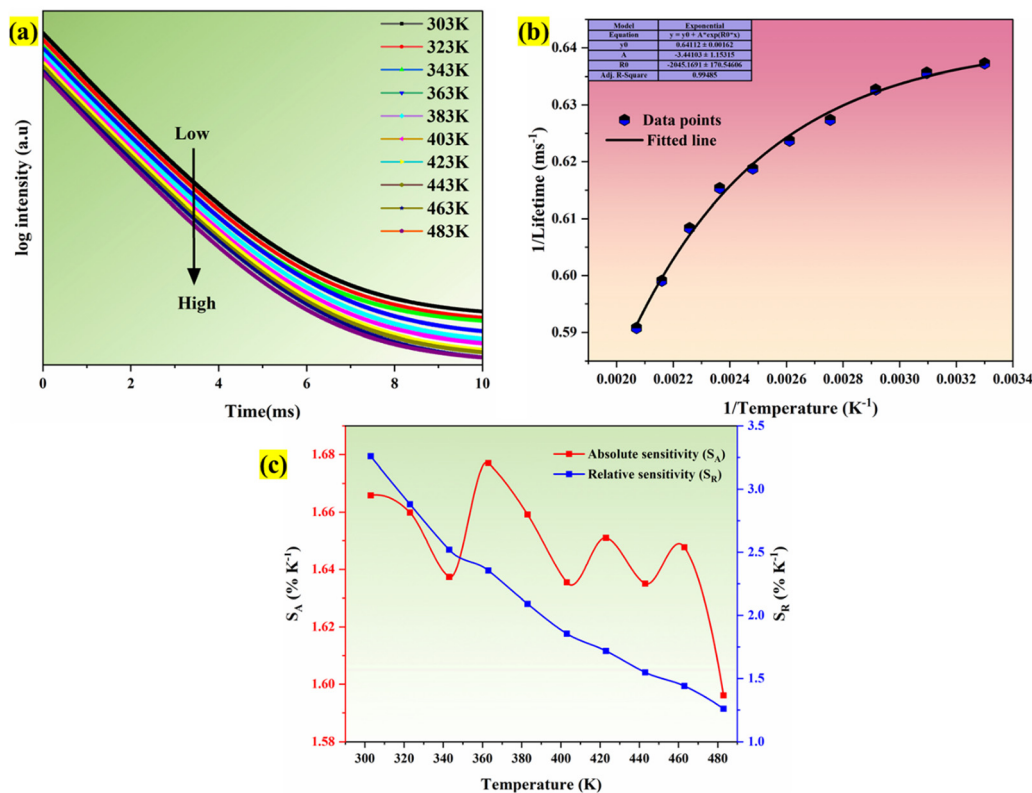 (a)
303K
323K
343K
363K
383K
403K
423K
443K
463K
483K
Low
High
log intensity (a.u)
0 2 4 6 8 10
Time(ms)
(b)
Model Exponential
Equation y = y0 + A*exp(R0*x)
y0 0.64112 ± 0.00162
A -3.44103 ± 1.15315
R0 -2045.1691 ± 170.54606
Adj. R-Square 0.99485
Data points
Fitted line
1/Lifetime (ms-1)
0.64
0.63
0.62
0.61
0.60
0.59
0.0020 0.0022 0.0024 0.0026 0.0028 0.0030 0.0032 0.0034
1/Temperature (K-1)
(c)
Absolute sensitivity (SA)
Relative sensitivity (SR)
SA (% K-1)
1.68
1.66
1.64
1.62
1.60
1.58
SR (% K-1)
3.5
3.0
2.5
2.0
1.5
1.0
300 320 340 360 380 400 420 440 460 480
Temperature (K)